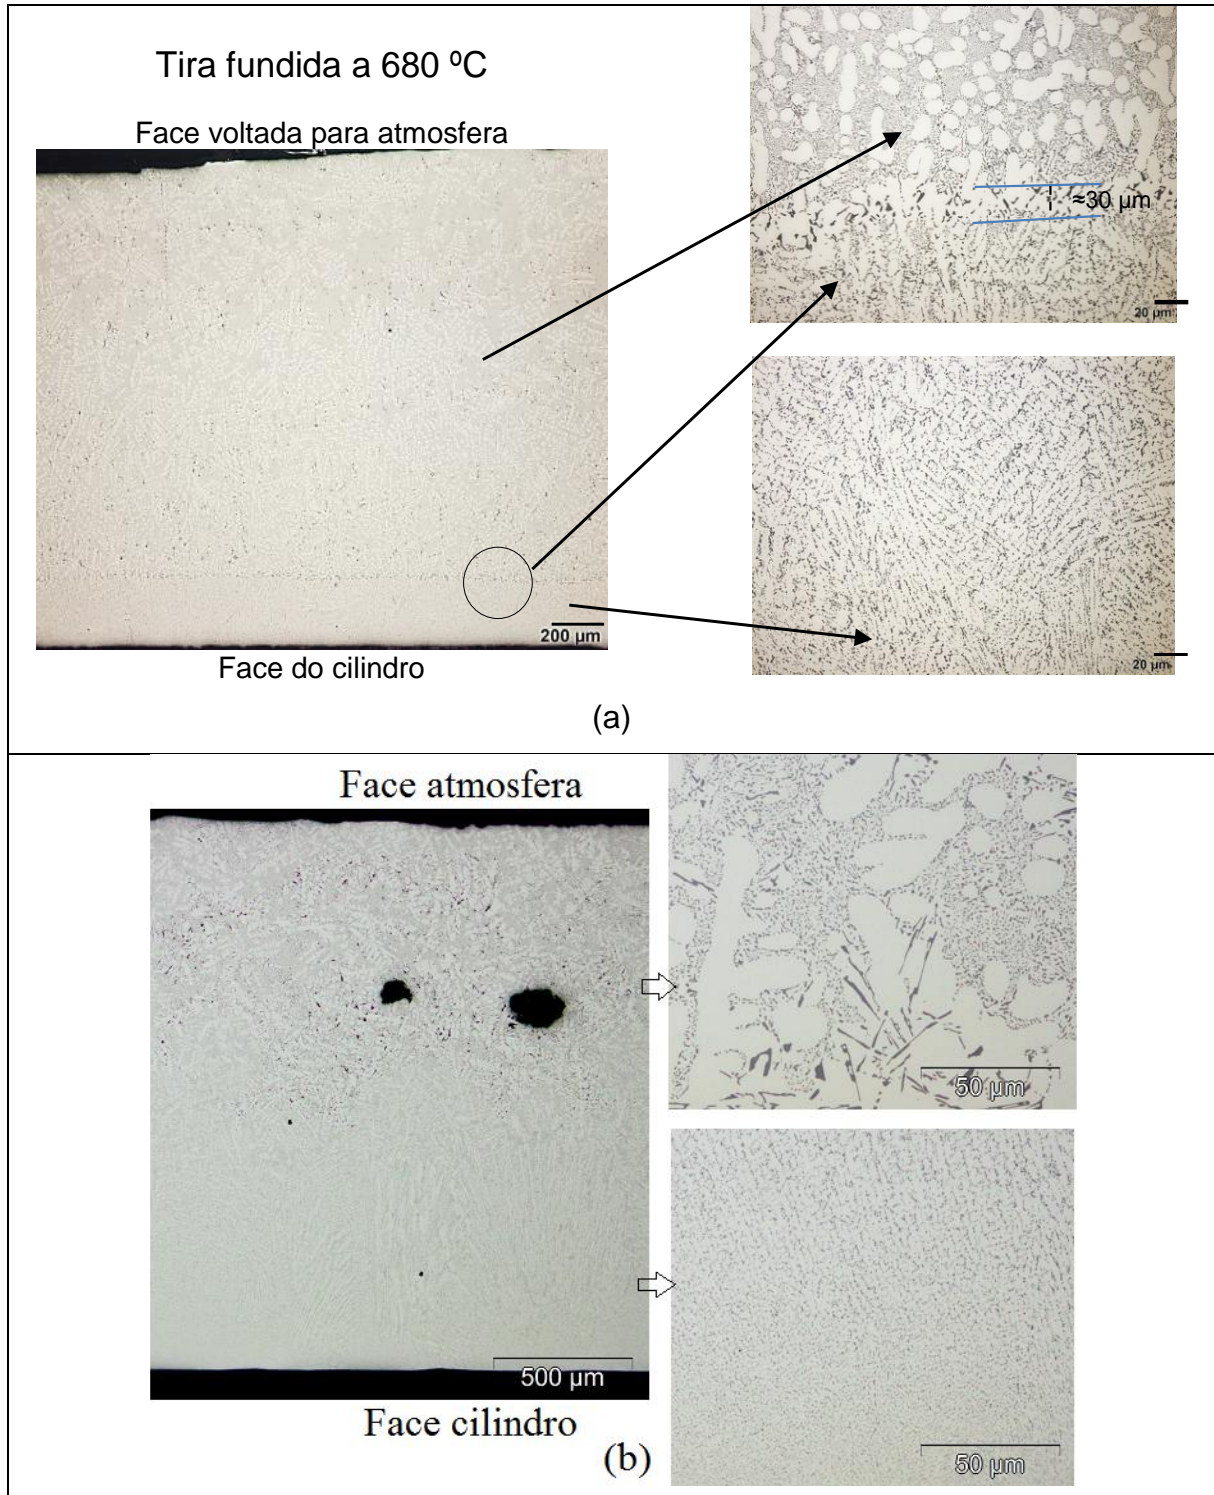 Tira fundida a 680 ºC
Face voltada para atmosfera
≈30 µm
20 µm
200 µm
20 µm
Face do cilindro
(a)
Face atmosfera
50 µm
500 µm
50 µm
Face cilindro
(b)